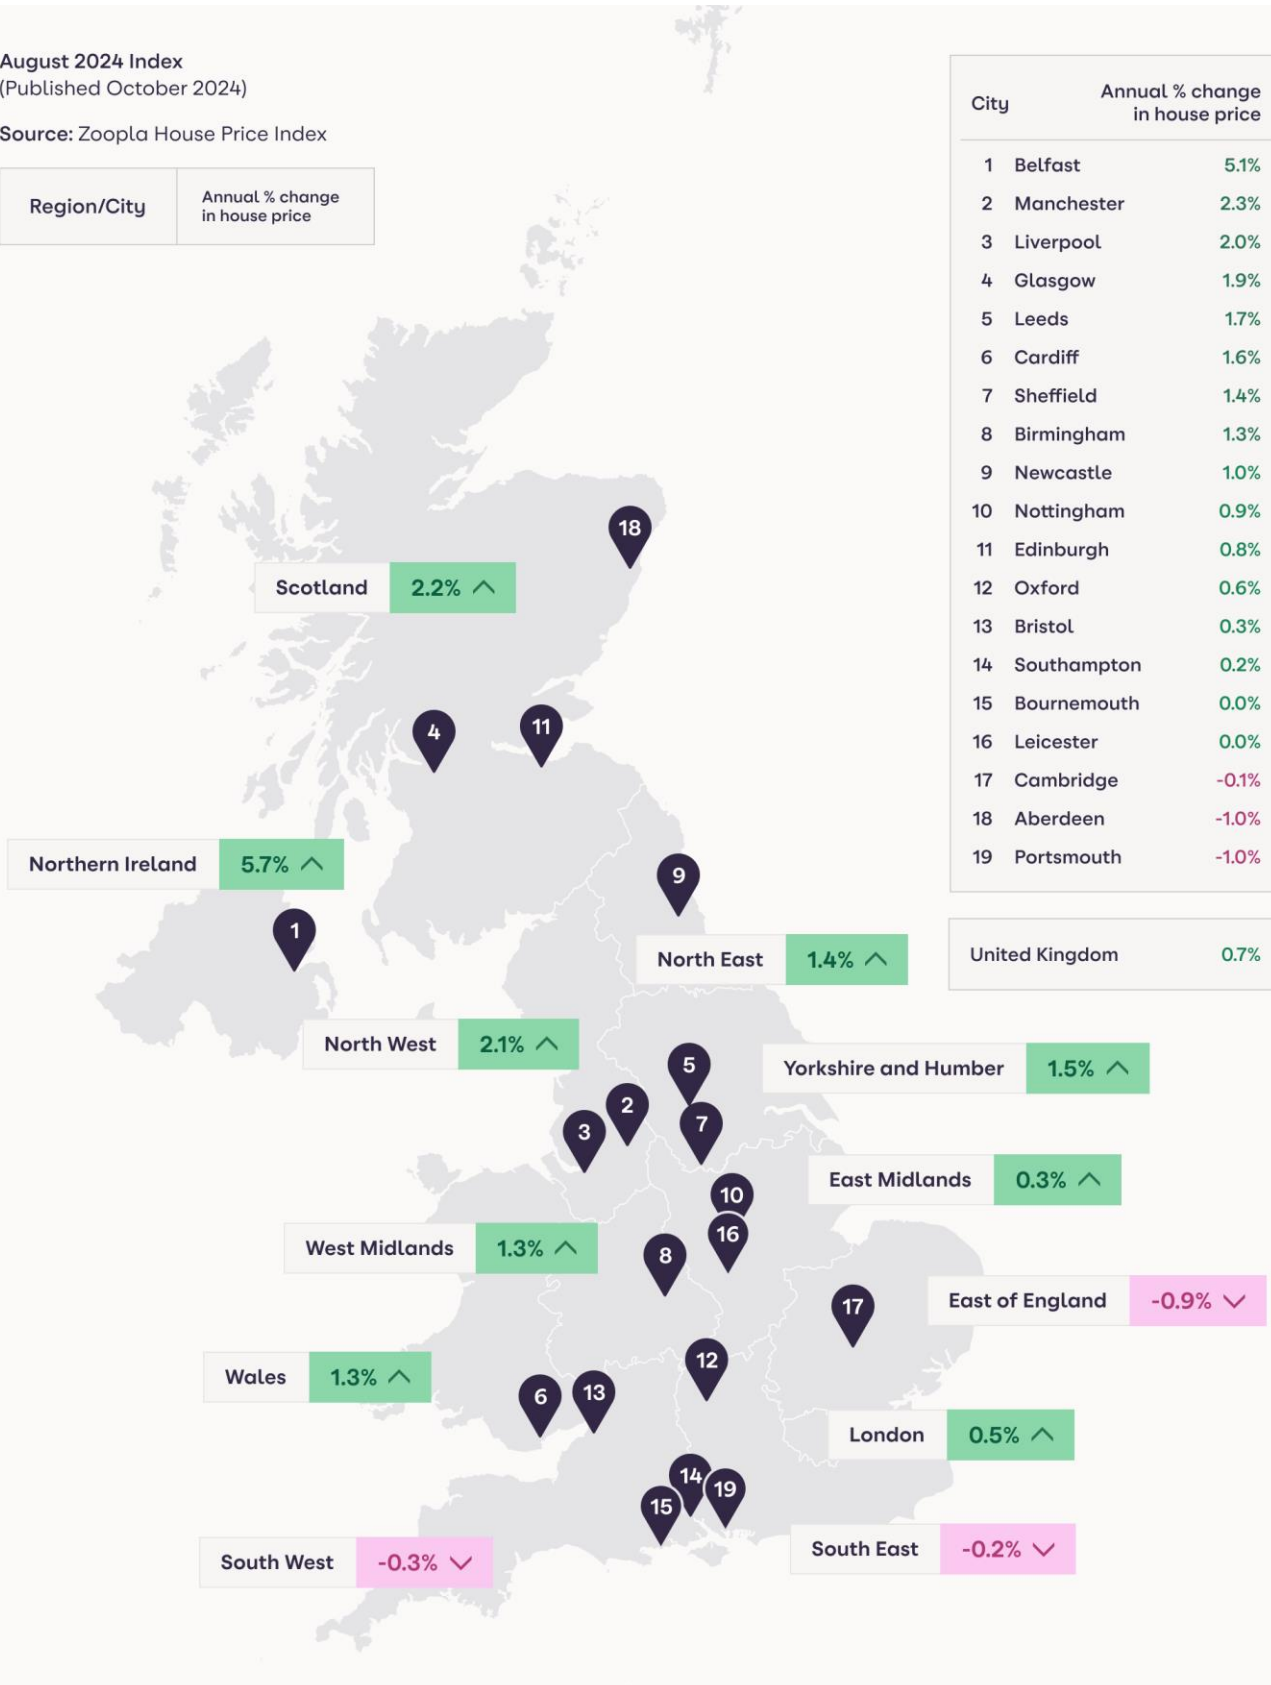 August 2024 Index
(Published October 2024)
Source: Zoopla House Price Index
Region/City
Annual % change
in house price
City
Annual % change
in house price
1 Belfast 5.1%
2 Manchester 2.3%
3 Liverpool 2.0%
4 Glasgow 1.9%
5 Leeds 1.7%
6 Cardiff 1.6%
7 Sheffield 1.4%
8 Birmingham 1.3%
9 Newcastle 1.0%
10 Nottingham 0.9%
11 Edinburgh 0.8%
12 Oxford 0.6%
13 Bristol 0.3%
14 Southampton 0.2%
15 Bournemouth 0.0%
16 Leicester 0.0%
17 Cambridge -0.1%
18 Aberdeen -1.0%
19 Portsmouth -1.0%
United Kingdom 0.7%
18
Scotland 2.2%
4
11
Northern Ireland 5.7%
9
1
North East 1.4%
North West 2.1%
5
Yorkshire and Humber 1.5%
2
3
7
East Midlands 0.3%
10
16
West Midlands 1.3%
8
17
East of England -0.9%
12
Wales 1.3%
6
13
London 0.5%
14
19
15
South East -0.2%
South West -0.3%